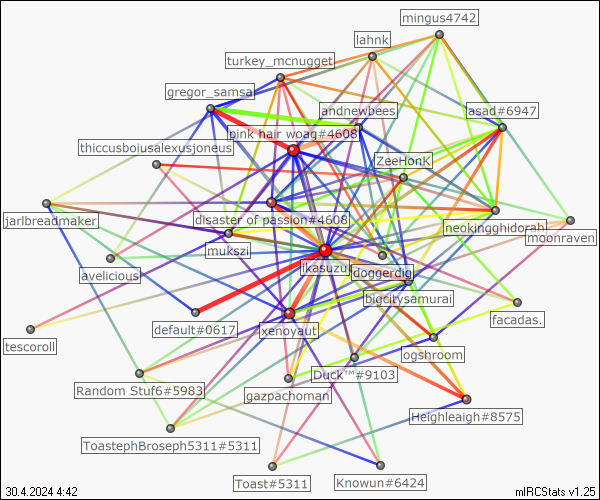 mingus4742
lahnk
turkey_mcnugget
gregor_samsa
andnewbees
asad#6947
pink hair woag#4608
thiccusboiusalexusjoneus
ZeeHonK
jarlbreadmaker
disaster of passion#4608
neokingghidorah
moonraven
mukszi
avelicious
ikasuzu
doggerdig
bigcitysamurai
facadas.
default#0617
xenoyaut
tescoroll
ogshroom
Random Stuf6#5983
Duck™#9103
gazpachoman
Heighleaigh#8575
ToastephBroseph5311#5311
Toast#5311
Knowun#6424
30.4.2024 4:42
mIRCStats v1.25